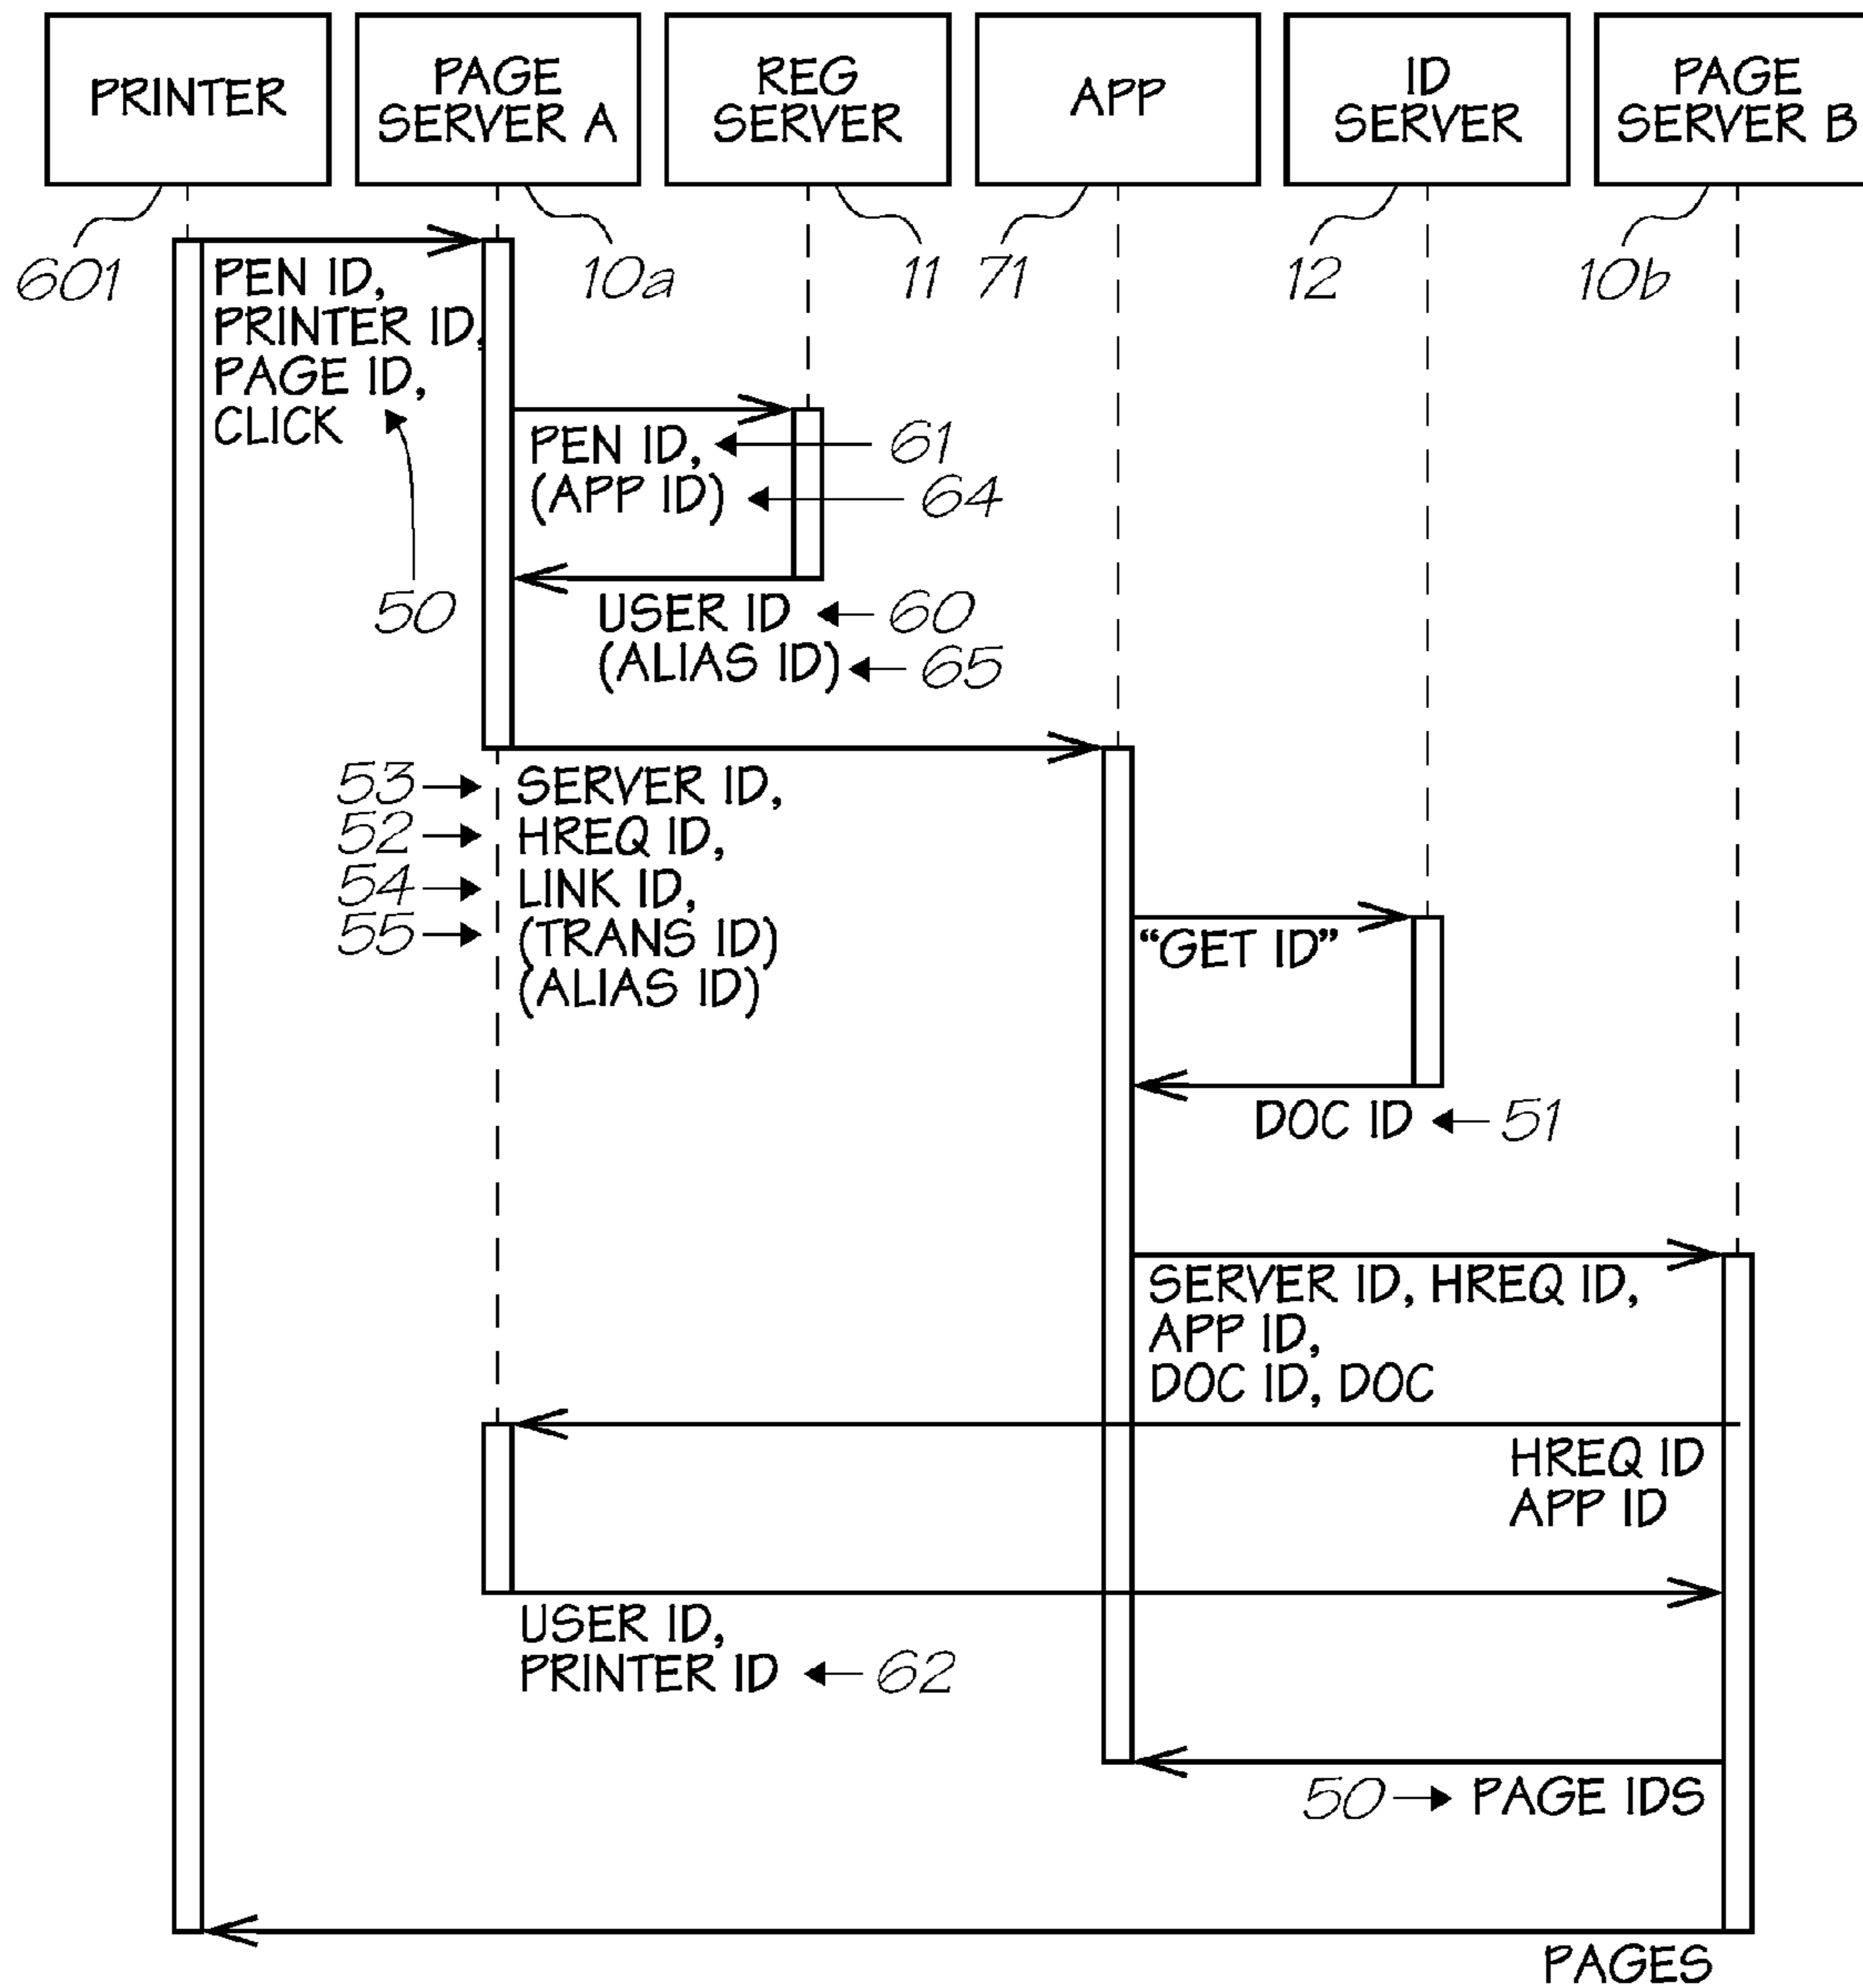 PRINTER
PAGE
SERVER A
REG
SERVER
APP
ID
SERVER
PAGE
SERVER B
601
10a
11
71
12
10b
PEN ID,
PRINTER ID,
PAGE ID,
CLICK
50
PEN ID,
61
(APP ID)
64
USER ID
60
(ALIAS ID)
65
53
SERVER ID,
52
HREQ ID,
54
LINK ID,
55
(TRANS ID)
(ALIAS ID)
"GET ID"
DOC ID
51
SERVER ID, HREQ ID,
APP ID,
DOC ID, DOC
HREQ ID
APP ID
USER ID,
PRINTER ID
62
50
PAGE IDS
PAGES